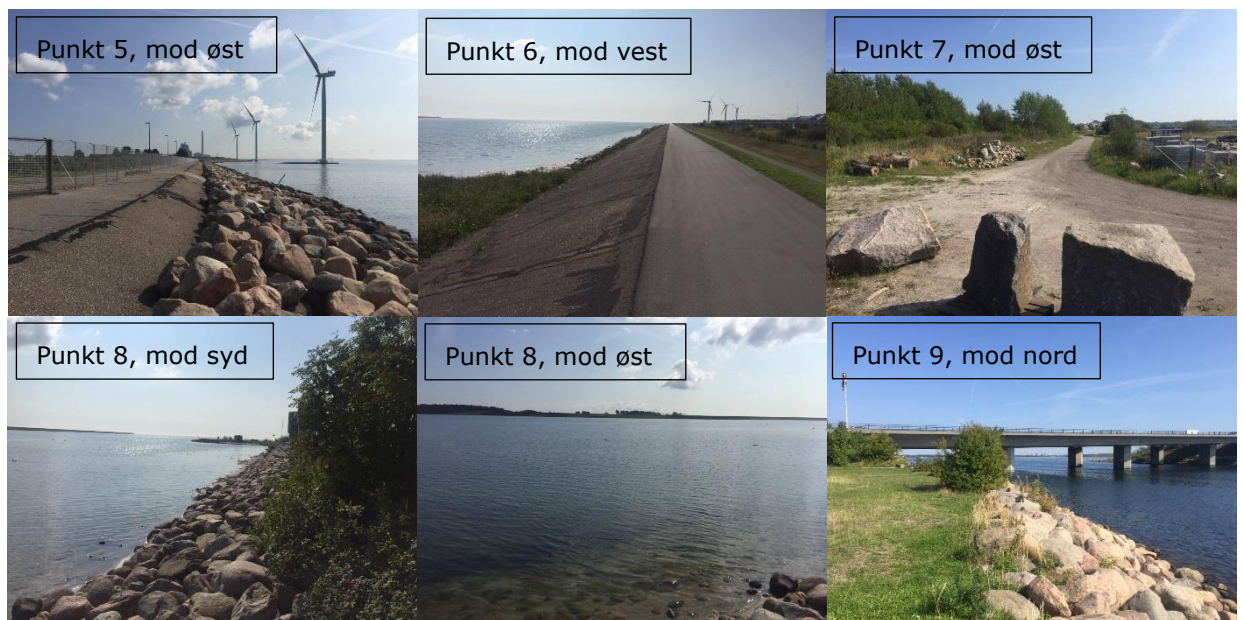 Punkt 5, mod øst
Punkt 6, mod vest
Punkt 7, mod øst
Punkt 8, mod syd
Punkt 8, mod øst
Punkt 9, mod nord